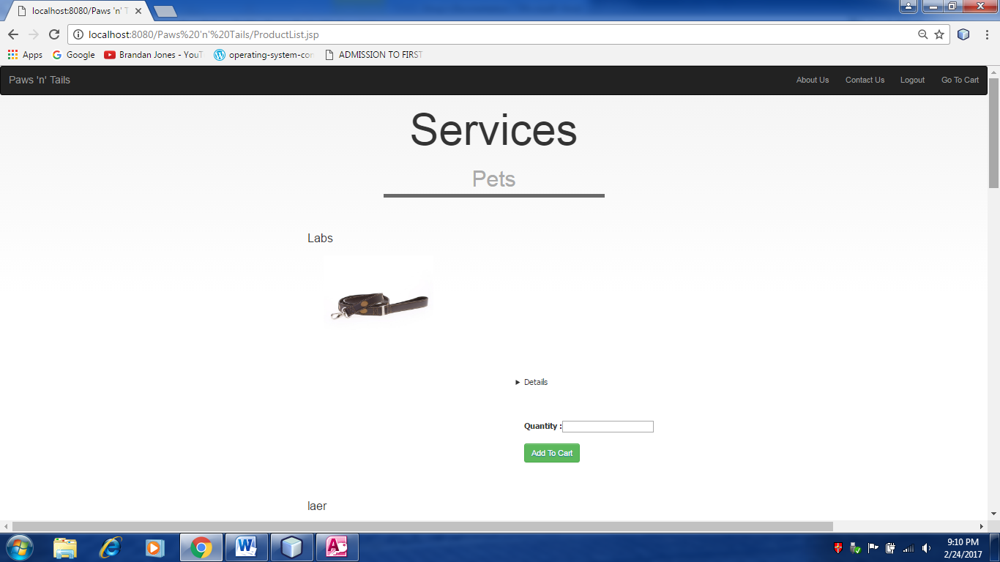 localhost:8080/Paws 'n' T
localhost:8080/Paws%20'n'%20Tails/ProductList.jsp
Apps Google Brandan Jones - YouT operating-system-con ADMISSION TO FIRST
Paws 'n' Tails About Us Contact Us Logout Go To Cart
Services
Pets
Labs
Details
Quantity :
Add To Cart
laer
9:10 PM
2/24/2017